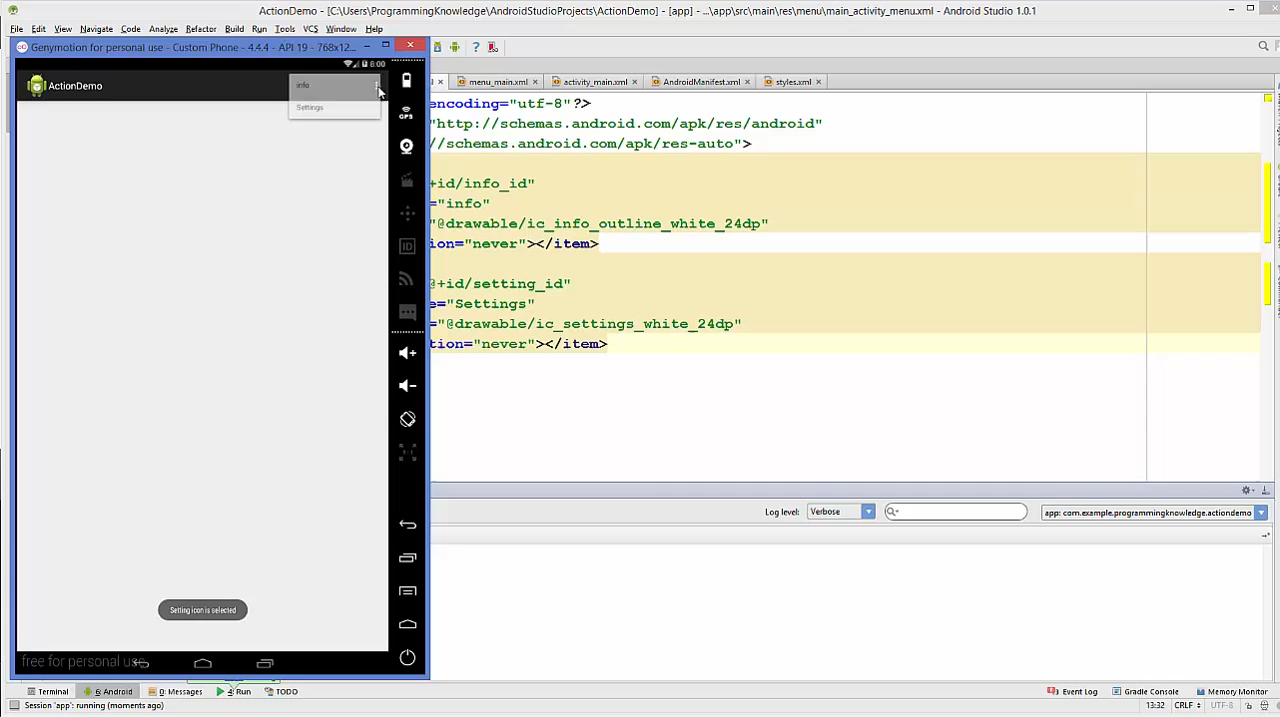 ActionDemo - [C:\Users\ProgrammingKnowledge\AndroidStudioProjects\ActionDemo] - [app] - ...\app\src\main\res\menu\main_activity_menu.xml - Android Studio 1.0.1
File Edit View Navigate Code Analyze Refactor Build Run Tools VCS Window Help
Genymotion for personal use - Custom Phone - 4.4.4 - API 19 - 768x12...
8:00
ActionDemo
info
Settings
GPS
ID
menu_main.xml activity_main.xml AndroidManifest.xml styles.xml
encoding="utf-8"?>
"http://schemas.android.com/apk/res/android"
//schemas.android.com/apk/res-auto">
+id/info_id"
="info"
"@drawable/ic_info_outline_white_24dp"
ion="never"></item>
@+id/setting_id"
e="Settings"
="@drawable/ic_settings_white_24dp"
tion="never"></item>
Log level: Verbose
app: com.example.programmingknowledge.actiondemo
Setting icon is selected
free for personal use
Terminal 6: Android 0: Messages 4: Run TODO
Event Log Gradle Console Memory Monitor
Session 'app': running (moments ago)
13:32 CRLF UTF-8